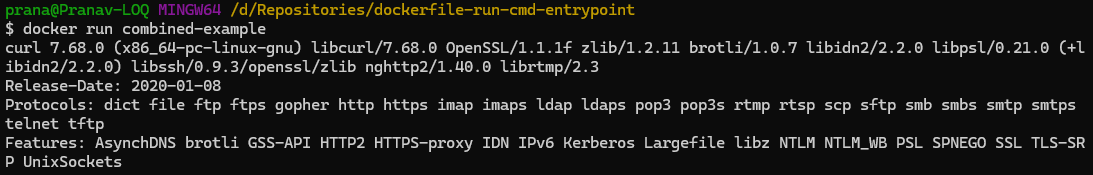 prana@Pranav-LOQ MINGW64 /d/Repositories/dockerfile-run-cmd-entrypoint
$ docker run combined-example
curl 7.68.0 (x86_64-pc-linux-gnu) libcurl/7.68.0 OpenSSL/1.1.1f zlib/1.2.11 brotli/1.0.7 libidn2/2.2.0 libpsl/0.21.0 (+l
ibidn2/2.2.0) libssh/0.9.3/openssl/zlib nghttp2/1.40.0 librtmp/2.3
Release-Date: 2020-01-08
Protocols: dict file ftp ftps gopher http https imap imaps ldap ldaps pop3 pop3s rtmp rtsp scp sftp smb smbs smtp smtps
telnet tftp
Features: AsynchDNS brotli GSS-API HTTP2 HTTPS-proxy IDN IPv6 Kerberos Largefile libz NTLM NTLM_WB PSL SPNEGO SSL TLS-SR
P UnixSockets